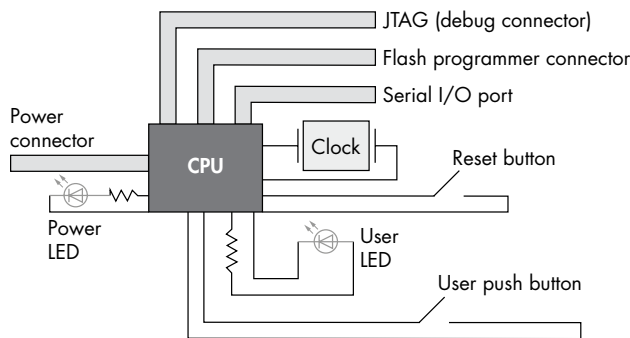 JTAG (debug connector)
Flash programmer connector
Serial I/O port
Power
connector
CPU
Clock
Reset button
Power
LED
User
LED
User push button